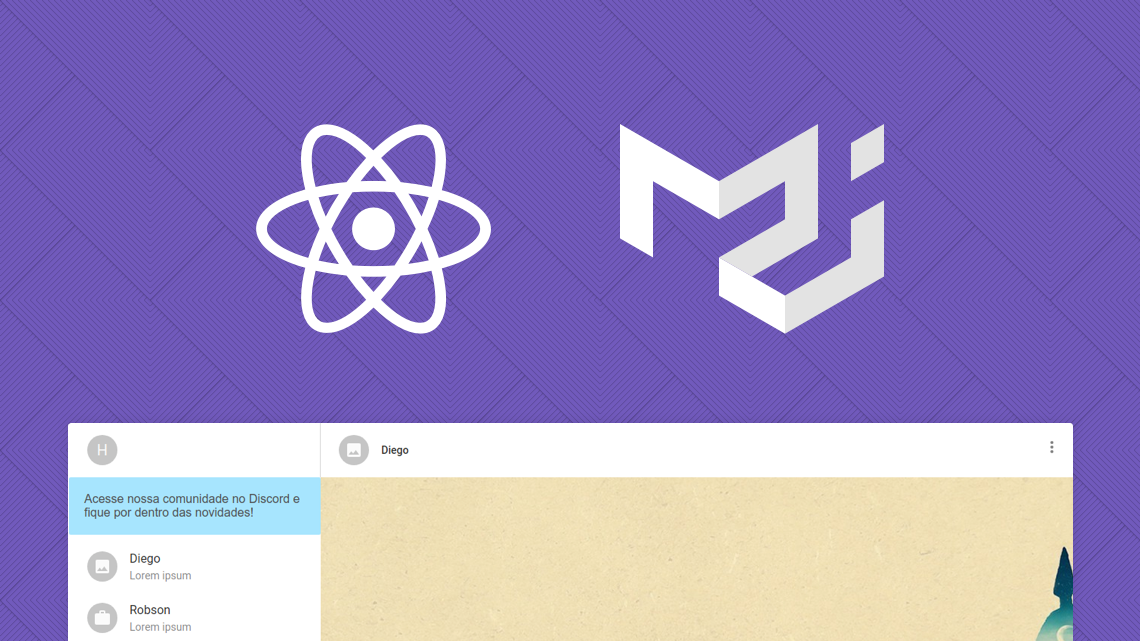 H
Diego
Acesse nossa comunidade no Discord e
fique por dentro das novidades!
Diego
Lorem ipsum
Robson
Lorem ipsum